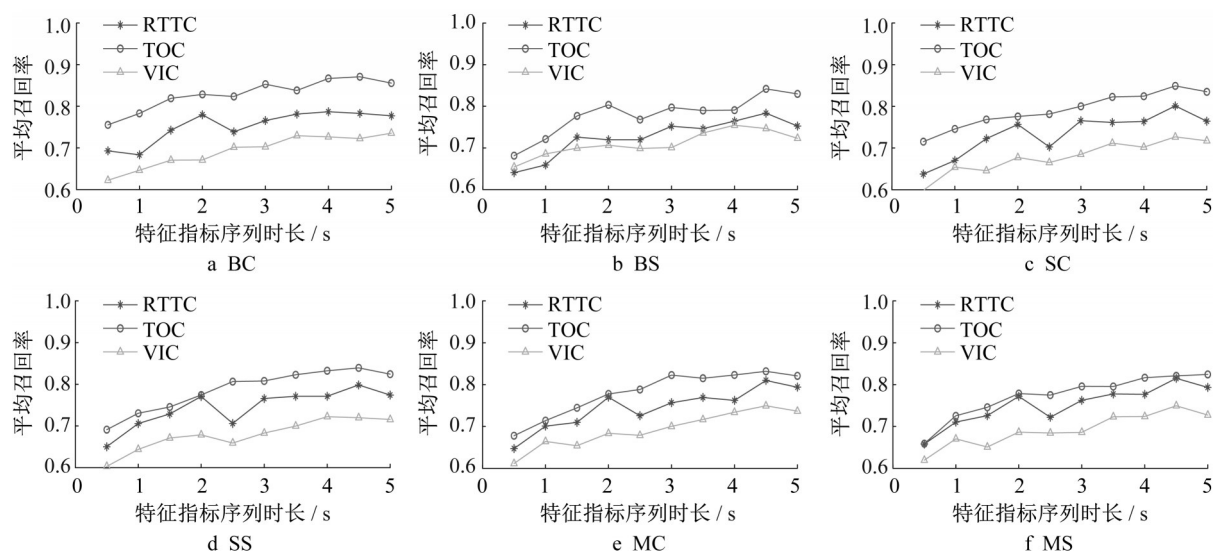 1.0
0.9
0.8
0.7
0.6
平均召回率
RTTC
TOC
VIC
0 1 2 3 4 5
特征指标序列时长 / s
a BC
1.0
0.9
0.8
0.7
0.6
平均召回率
RTTC
TOC
VIC
0 1 2 3 4 5
特征指标序列时长 / s
b BS
1.0
0.9
0.8
0.7
0.6
平均召回率
RTTC
TOC
VIC
0 1 2 3 4 5
特征指标序列时长 / s
c SC
1.0
0.9
0.8
0.7
0.6
平均召回率
RTTC
TOC
VIC
0 1 2 3 4 5
特征指标序列时长 / s
d SS
1.0
0.9
0.8
0.7
0.6
平均召回率
RTTC
TOC
VIC
0 1 2 3 4 5
特征指标序列时长 / s
e MC
1.0
0.9
0.8
0.7
0.6
平均召回率
RTTC
TOC
VIC
0 1 2 3 4 5
特征指标序列时长 / s
f MS